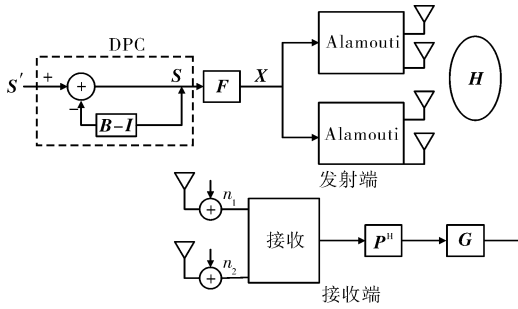 DPC
S′ + + S F X Alamouti
− B−I H
Alamouti
发射端
+ n1
接收 P^H G
+ n2
接收端